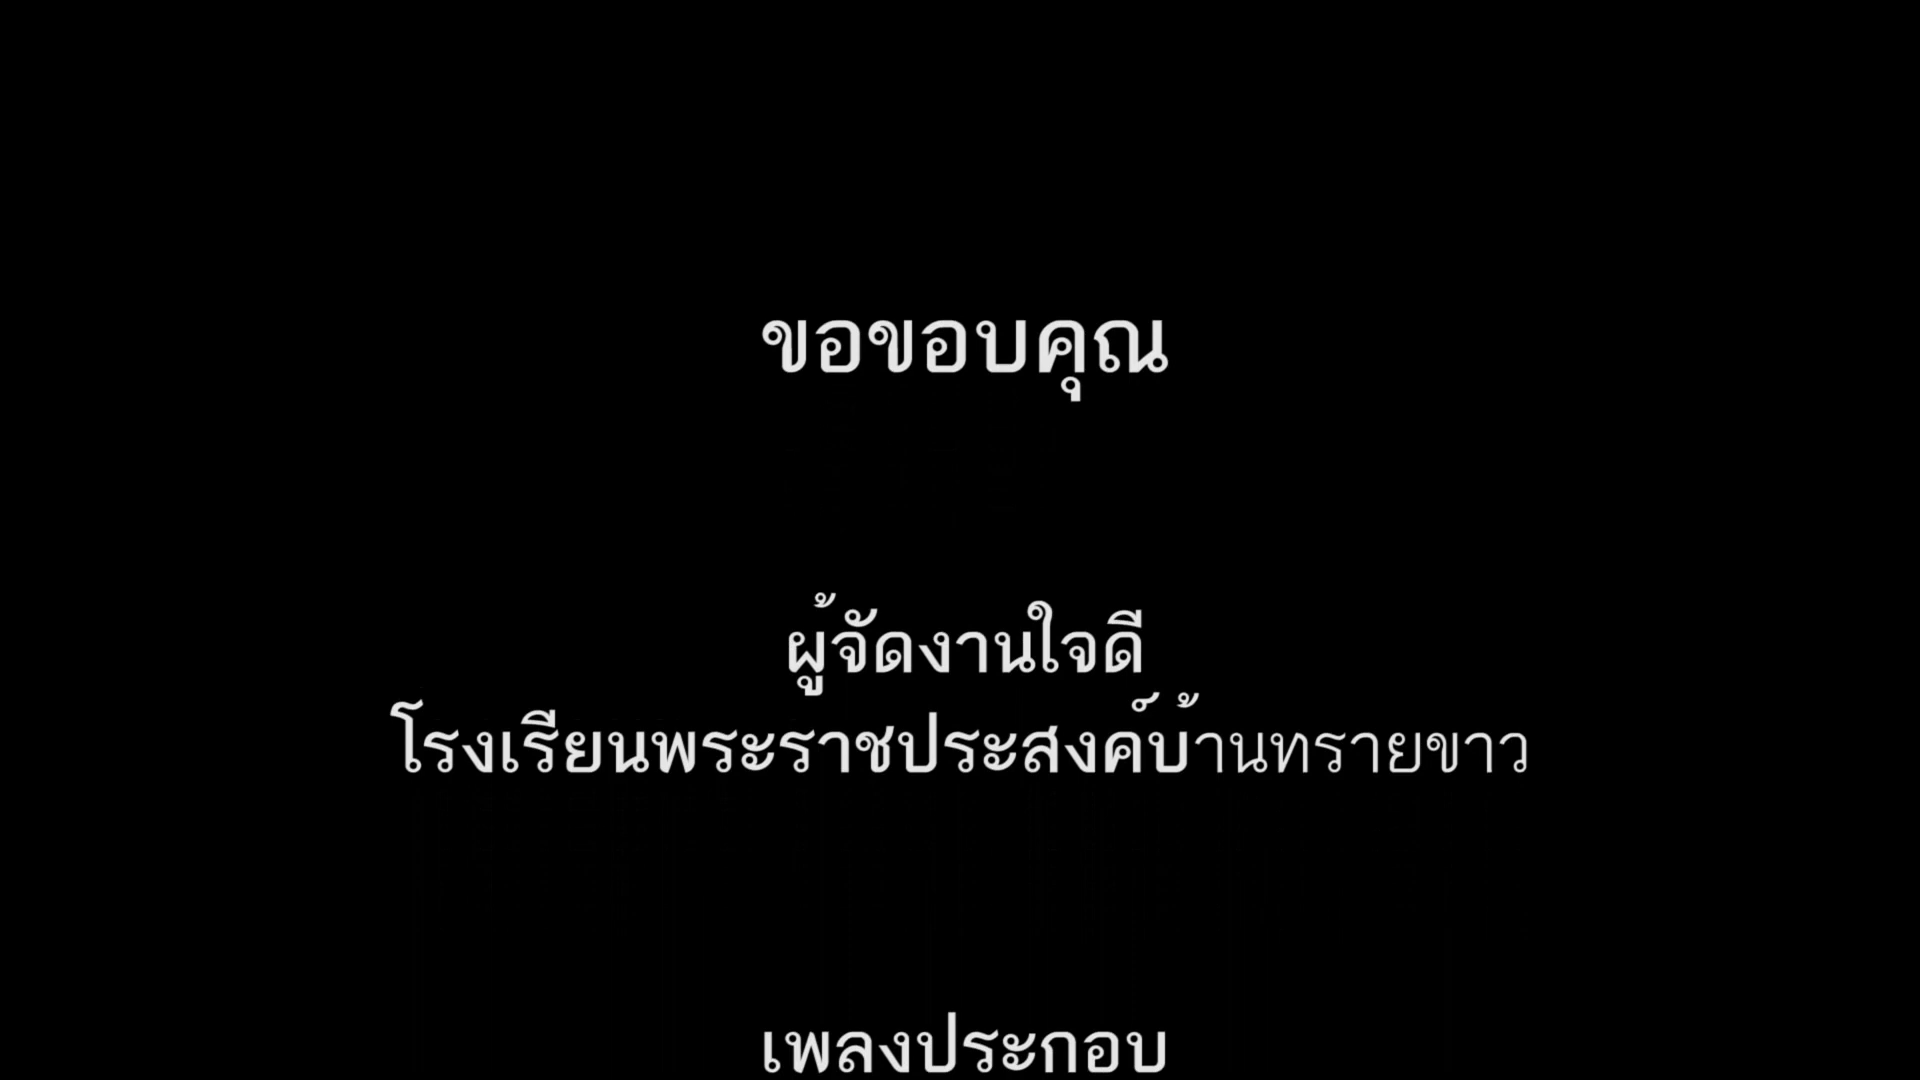 ขอขอบคุณ
ผู้จัดงานใจดี
โรงเรียนพระราชประสงค์บ้านทรายขาว
เพลงประกอบ